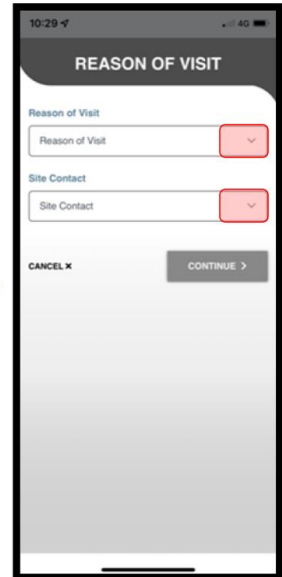 10:29 4G
REASON OF VISIT
Reason of Visit
Reason of Visit
Site Contact
Site Contact
CANCEL × CONTINUE >